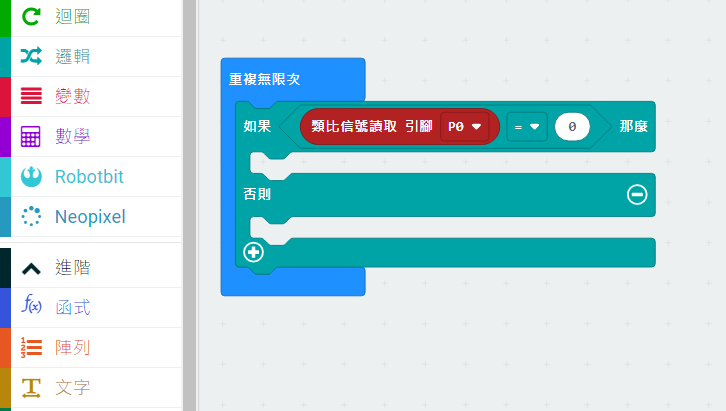 迴圈
邏輯
變數
數學
Robotbit
Neopixel
進階
f(x) 函式
陣列
文字
重複無限次
如果 類比信號讀取 引腳 P0 = 0 那麼
否則